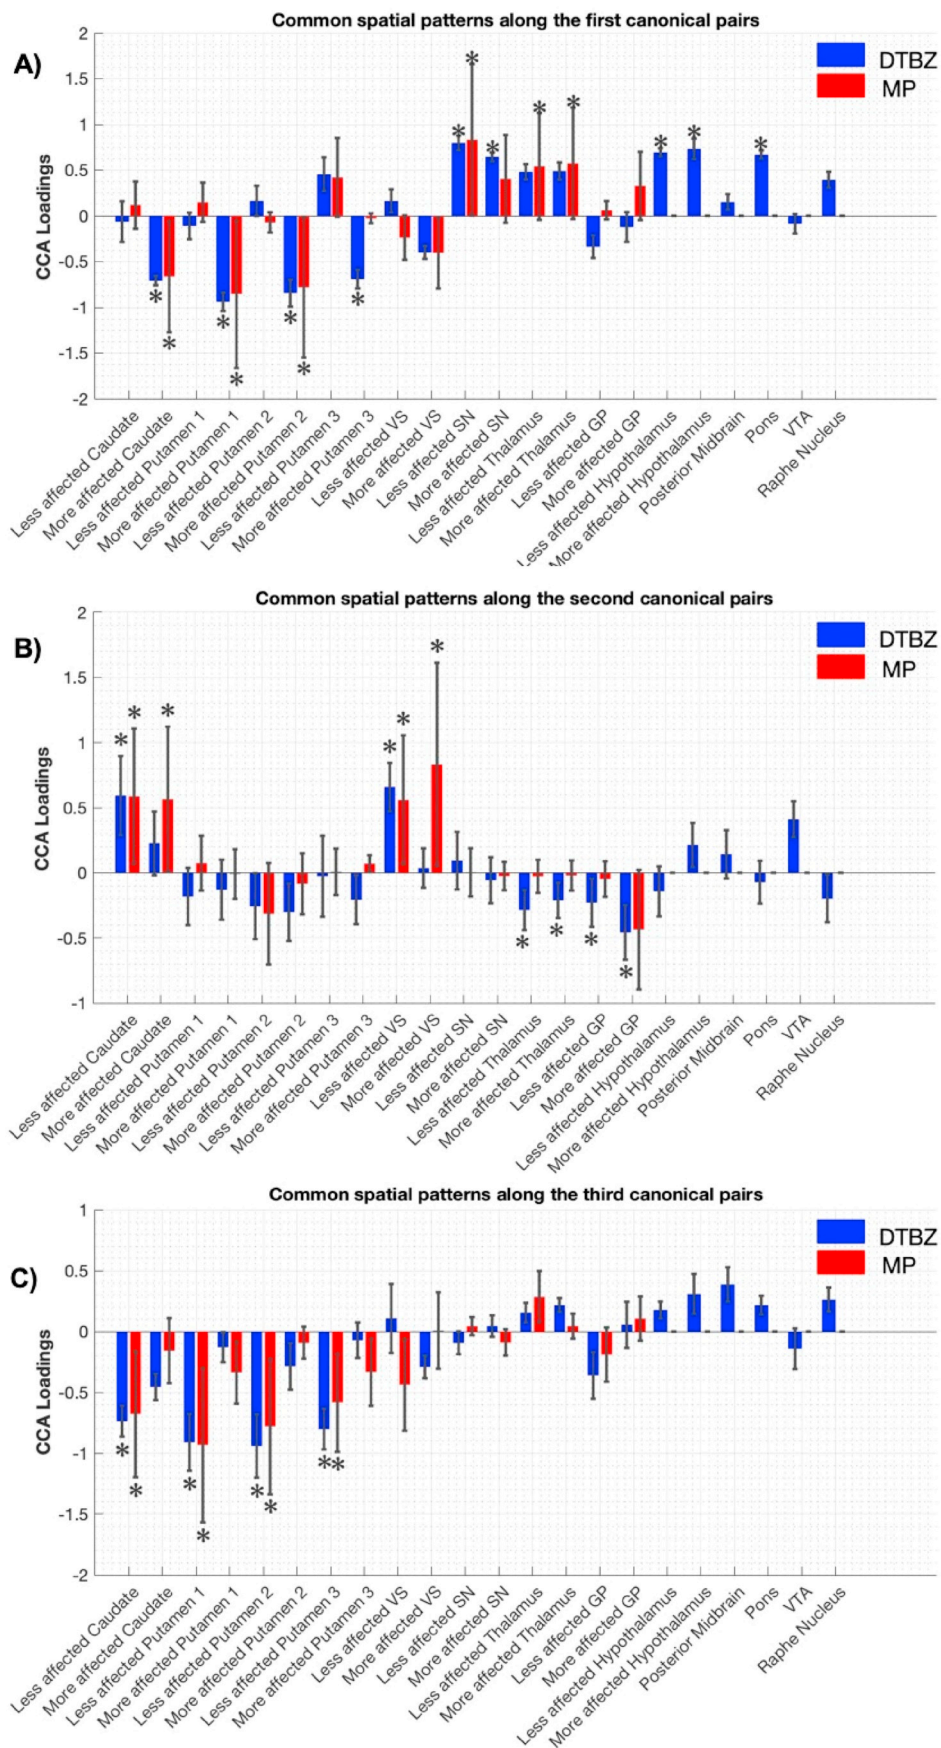 Common spatial patterns along the first canonical pairs
A)
DTBZ
MP
CCA Loadings
2
1.5
1
0.5
0
-0.5
-1
-1.5
-2
Less affected Caudate
More affected Caudate
Less affected Putamen 1
More affected Putamen 1
Less affected Putamen 2
More affected Putamen 2
Less affected Putamen 3
More affected Putamen 3
Less affected VS
More affected VS
Less affected SN
More affected SN
Less affected Thalamus
More affected Thalamus
Less affected GP
More affected GP
Less affected Hypothalamus
More affected Hypothalamus
Posterior Midbrain
Pons
VTA
Raphe Nucleus
Common spatial patterns along the second canonical pairs
B)
DTBZ
MP
CCA Loadings
2
1.5
1
0.5
0
-0.5
-1
Less affected Caudate
More affected Caudate
Less affected Putamen 1
More affected Putamen 1
Less affected Putamen 2
More affected Putamen 2
Less affected Putamen 3
More affected Putamen 3
Less affected VS
More affected VS
Less affected SN
More affected SN
Less affected Thalamus
More affected Thalamus
Less affected GP
More affected GP
Less affected Hypothalamus
More affected Hypothalamus
Posterior Midbrain
Pons
VTA
Raphe Nucleus
Common spatial patterns along the third canonical pairs
C)
DTBZ
MP
CCA Loadings
1
0.5
0
-0.5
-1
-1.5
-2
Less affected Caudate
More affected Caudate
Less affected Putamen 1
More affected Putamen 1
Less affected Putamen 2
More affected Putamen 2
Less affected Putamen 3
More affected Putamen 3
Less affected VS
More affected VS
Less affected SN
More affected SN
Less affected Thalamus
More affected Thalamus
Less affected GP
More affected GP
Less affected Hypothalamus
More affected Hypothalamus
Posterior Midbrain
Pons
VTA
Raphe Nucleus